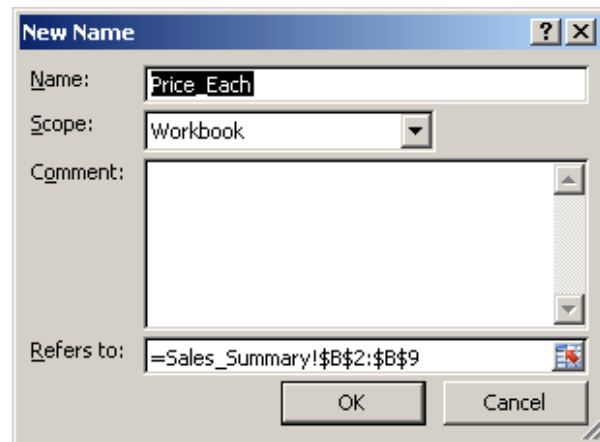 New Name
Name: Price_Each
Scope: Workbook
Comment:
Refers to: =Sales_Summary!$B$2:$B$9
OK Cancel